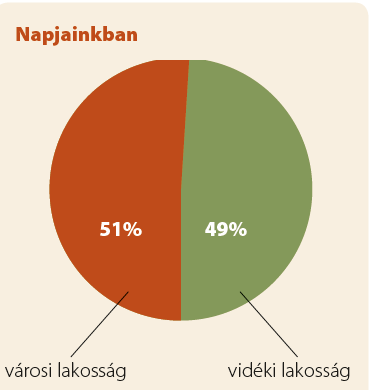 Napjainkban
51% 49%
városi lakosság vidéki lakosság